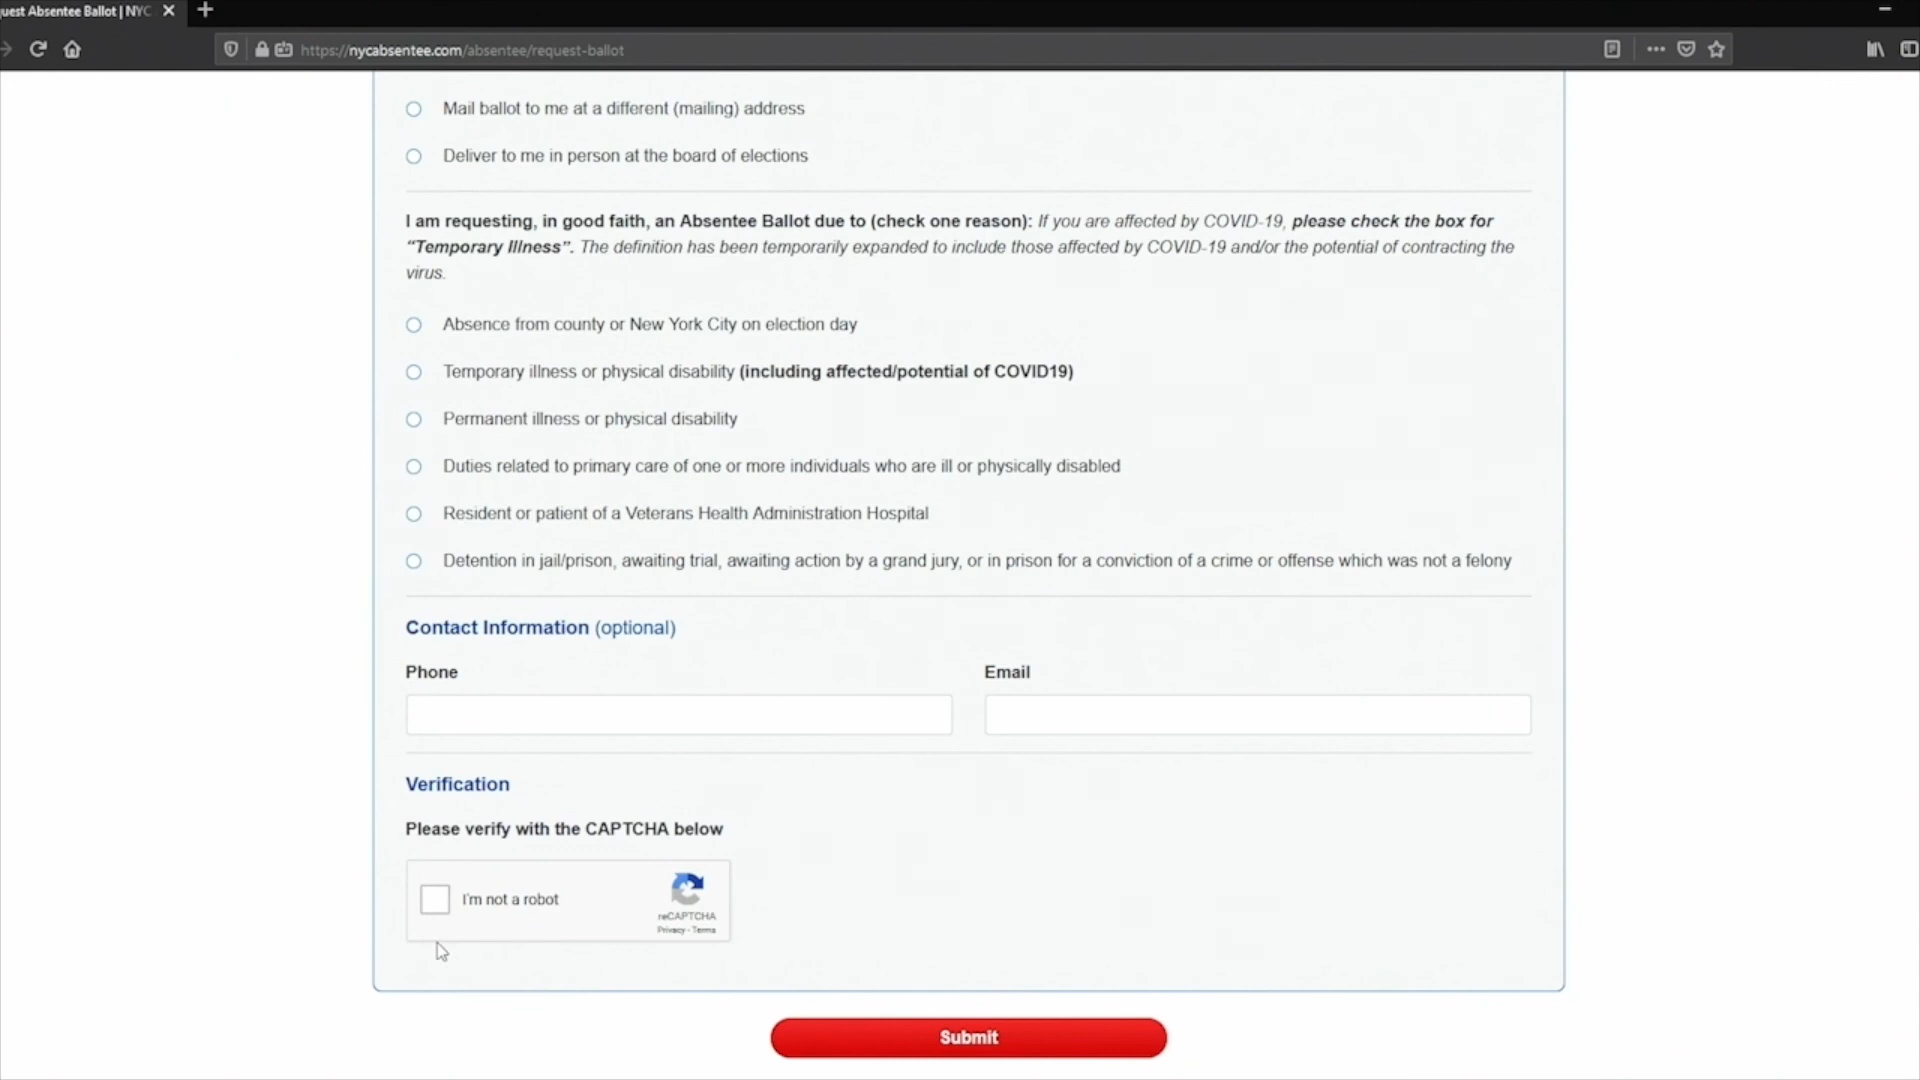 uest Absentee Ballot | NYC
https://nycabsentee.com/absentee/request-ballot
Mail ballot to me at a different (mailing) address
Deliver to me in person at the board of elections
I am requesting, in good faith, an Absentee Ballot due to (check one reason): If you are affected by COVID-19, please check the box for
“Temporary Illness”. The definition has been temporarily expanded to include those affected by COVID-19 and/or the potential of contracting the
virus.
Absence from county or New York City on election day
Temporary illness or physical disability (including affected/potential of COVID19)
Permanent illness or physical disability
Duties related to primary care of one or more individuals who are ill or physically disabled
Resident or patient of a Veterans Health Administration Hospital
Detention in jail/prison, awaiting trial, awaiting action by a grand jury, or in prison for a conviction of a crime or offense which was not a felony
Contact Information (optional)
Phone Email
Verification
Please verify with the CAPTCHA below
I'm not a robot
reCAPTCHA
Privacy - Terms
Submit